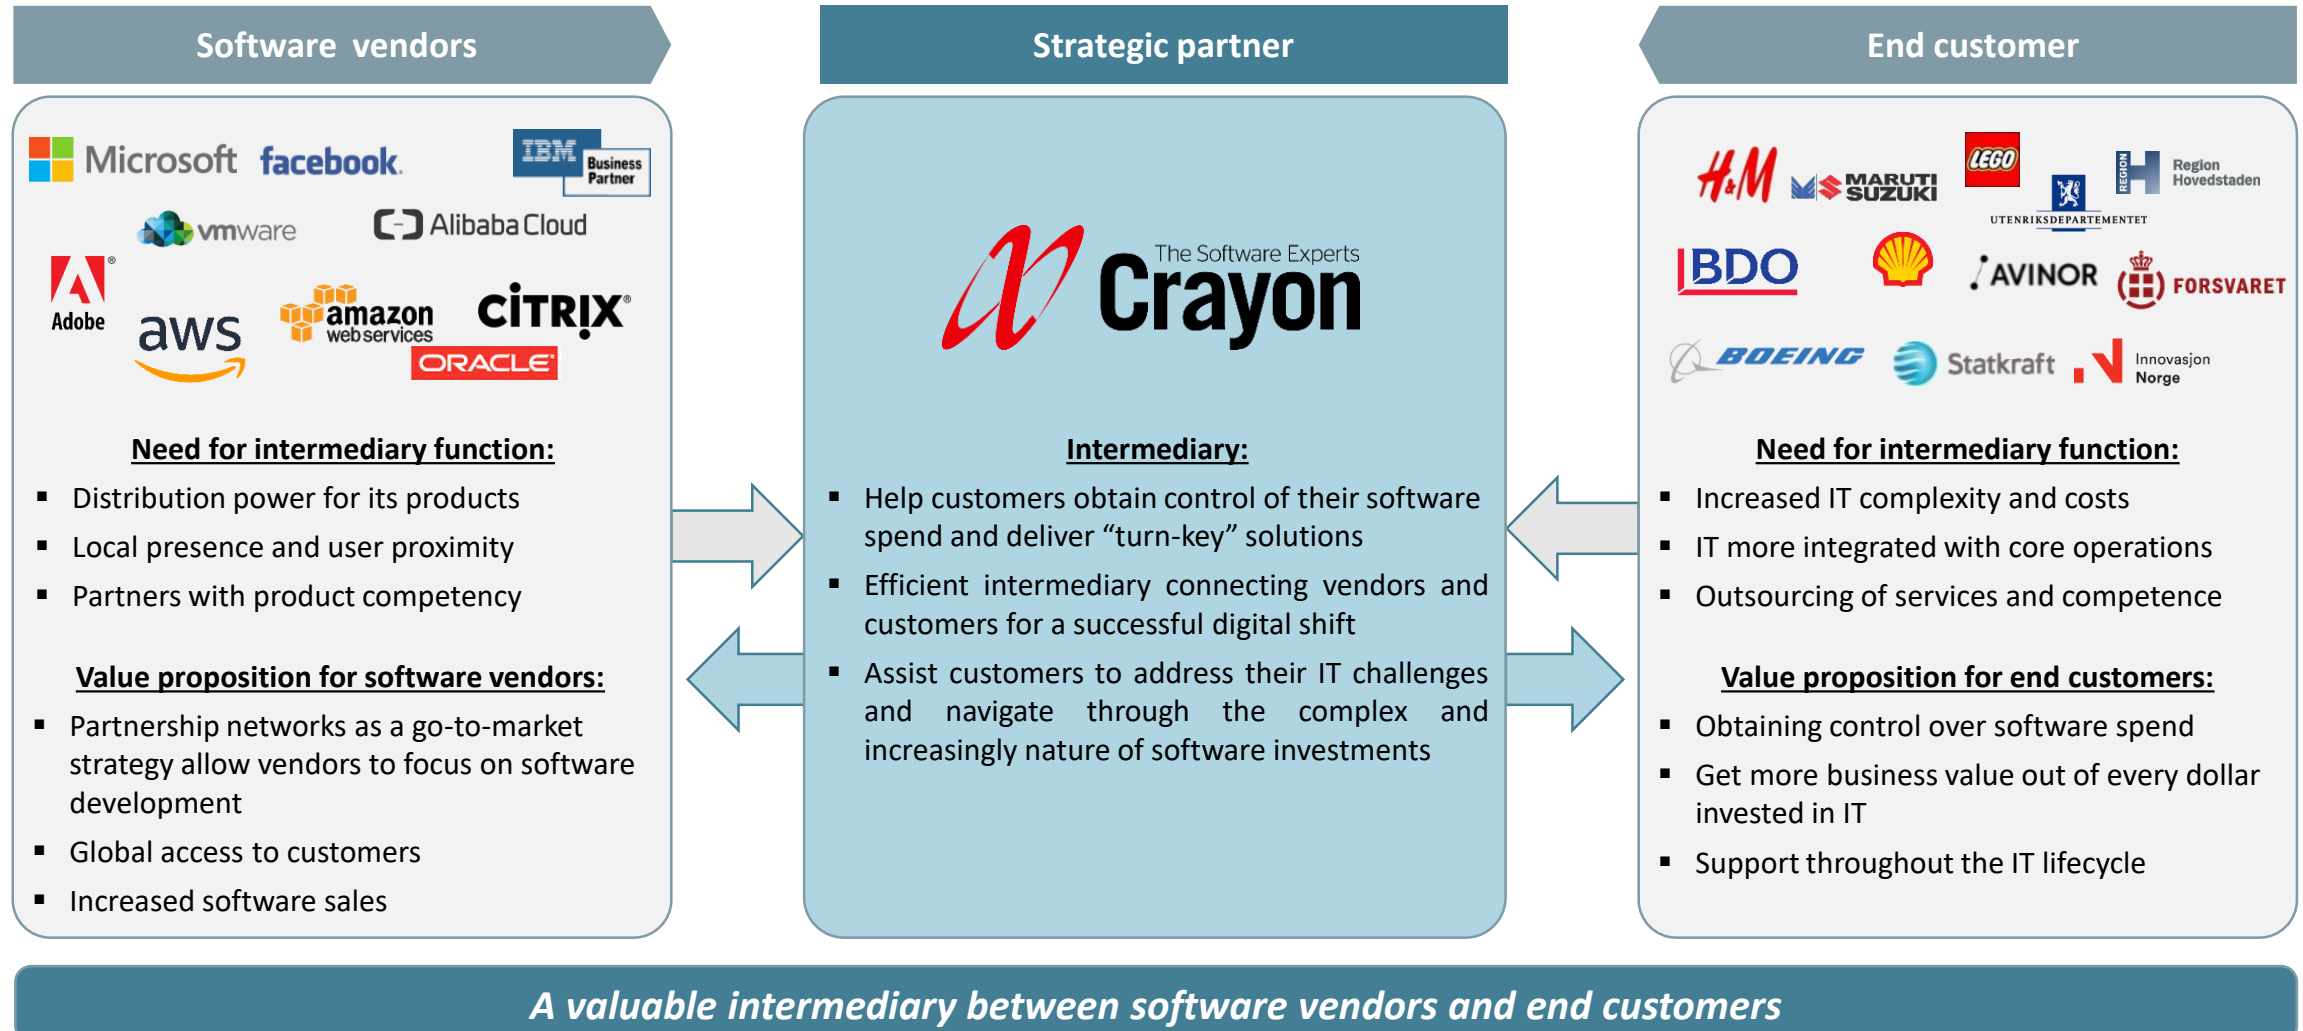 Software vendors
Strategic partner
End customer
Microsoft
facebook.
IBM
Business
Partner
vmware
Alibaba Cloud
Adobe
aws
amazon
webservices
CİTRIX®
ORACLE®
Need for intermediary function:
▪ Distribution power for its products
▪ Local presence and user proximity
▪ Partners with product competency
Value proposition for software vendors:
▪ Partnership networks as a go-to-market
strategy allow vendors to focus on software
development
▪ Global access to customers
▪ Increased software sales
The Software Experts
Crayon
Intermediary:
▪ Help customers obtain control of their software
spend and deliver “turn-key” solutions
▪ Efficient intermediary connecting vendors and
customers for a successful digital shift
▪ Assist customers to address their IT challenges
and navigate through the complex and
increasingly nature of software investments
H&M
MARUTI
SUZUKI
LEGO
UTENRIKSDEPARTEMENTET
REGION
H
Region
Hovedstaden
BDO
AVINOR
FORSVARET
BOEING
Statkraft
Innovasjon
Norge
Need for intermediary function:
▪ Increased IT complexity and costs
▪ IT more integrated with core operations
▪ Outsourcing of services and competence
Value proposition for end customers:
▪ Obtaining control over software spend
▪ Get more business value out of every dollar
invested in IT
▪ Support throughout the IT lifecycle
A valuable intermediary between software vendors and end customers